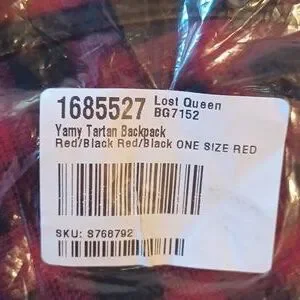 1685527 Lost Queen
BG7152
Yamy Tartan Backpack
Red/Black Red/Black ONE SIZE RED
SKU: S768792